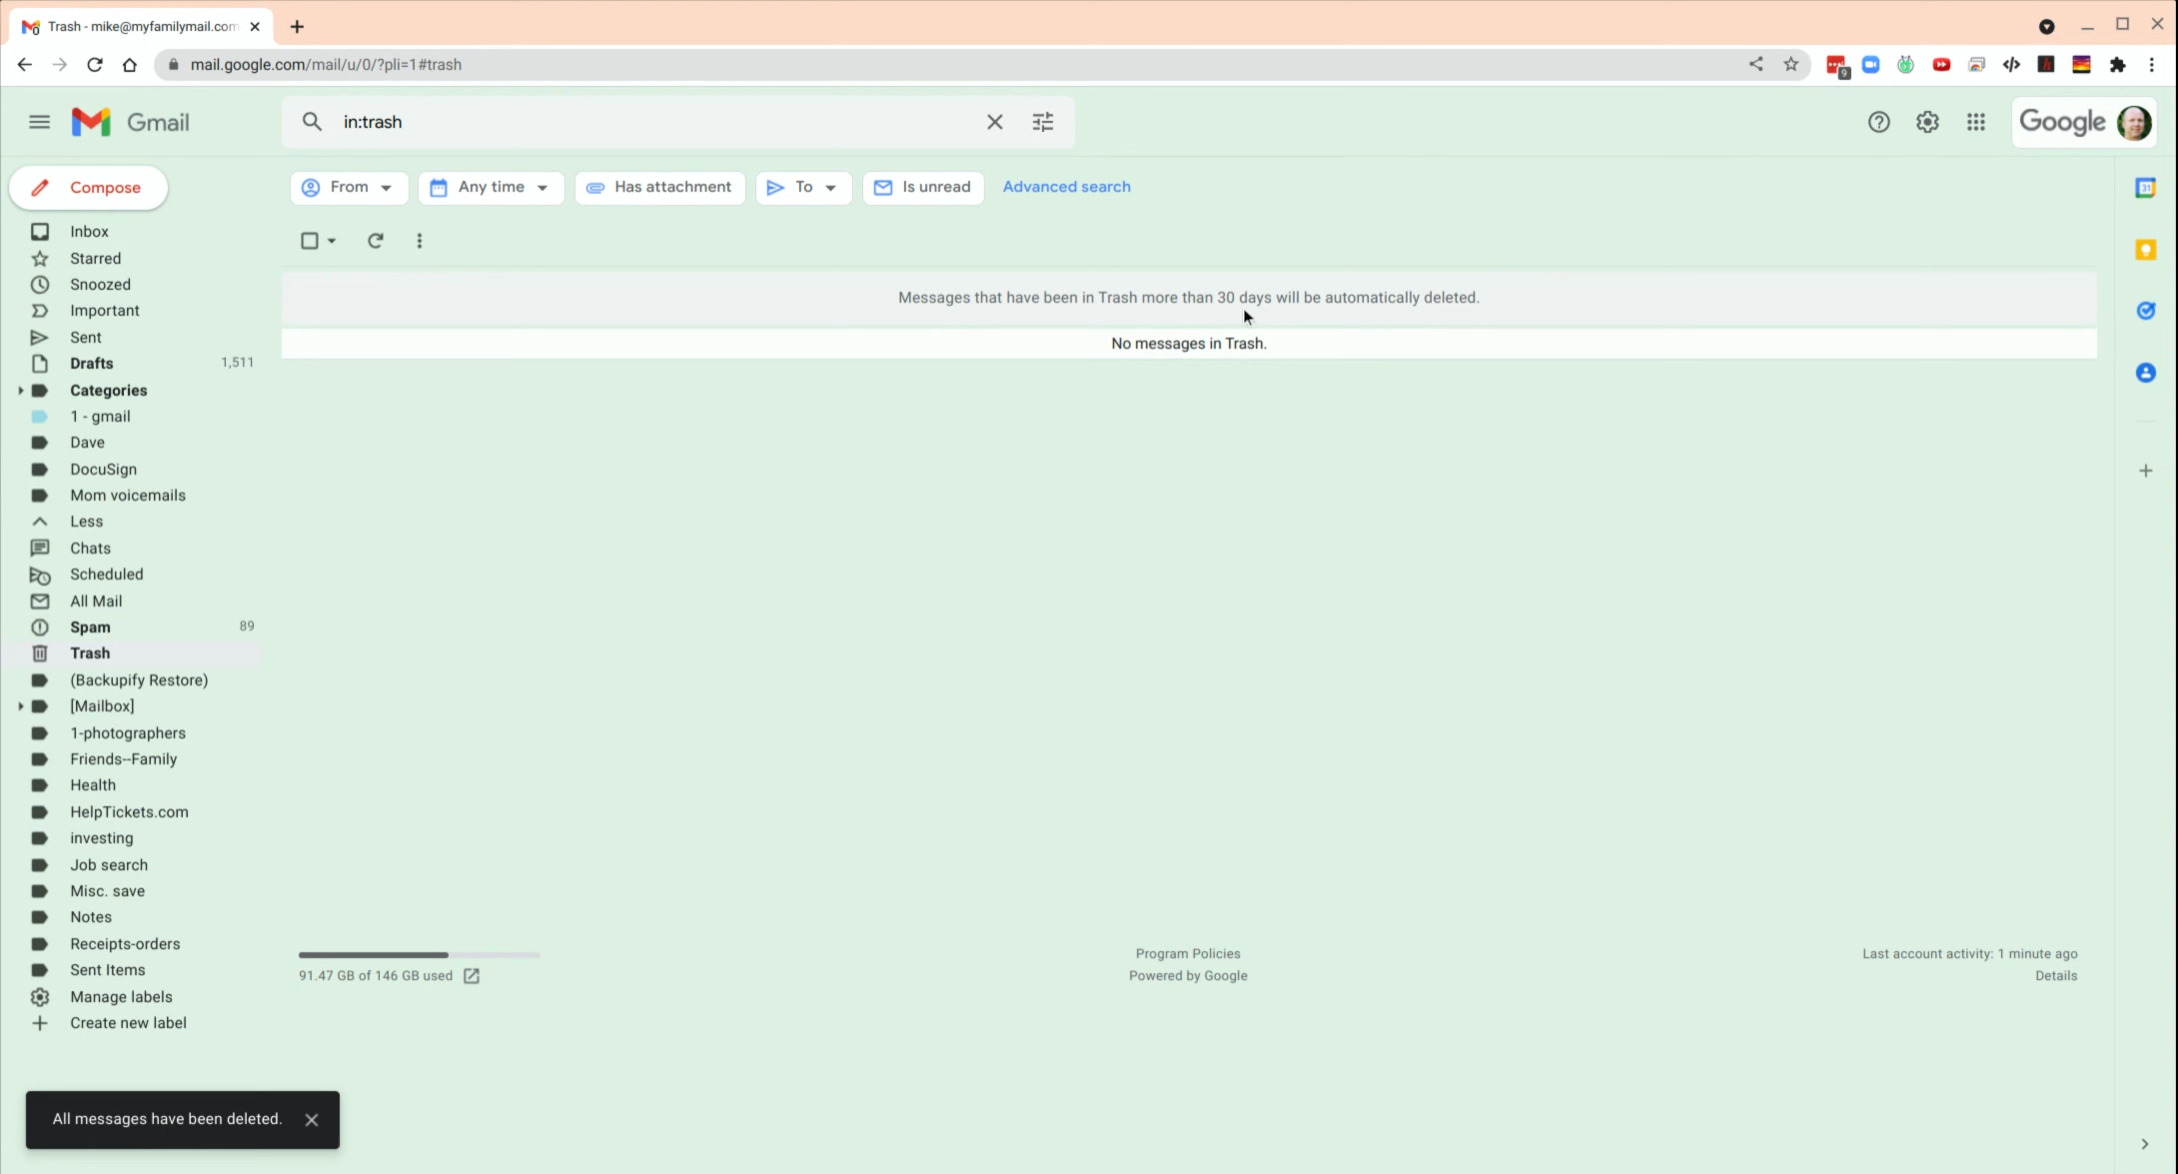 Trash - mike@myfamilymail.com
mail.google.com/mail/u/0/?pli=1#trash
9
Gmail
in:trash
Google
Compose
From
Any time
Has attachment
To
Is unread
Advanced search
31
Inbox
Starred
Snoozed
Important
Sent
Drafts 1,511
Categories
1 - gmail
Dave
DocuSign
Mom voicemails
Less
Chats
Scheduled
All Mail
Spam 89
Trash
(Backupify Restore)
[Mailbox]
1-photographers
Friends--Family
Health
HelpTickets.com
investing
Job search
Misc. save
Notes
Receipts-orders
Sent Items
Manage labels
Create new label
Messages that have been in Trash more than 30 days will be automatically deleted.
No messages in Trash.
91.47 GB of 146 GB used
Program Policies
Powered by Google
Last account activity: 1 minute ago
Details
All messages have been deleted.